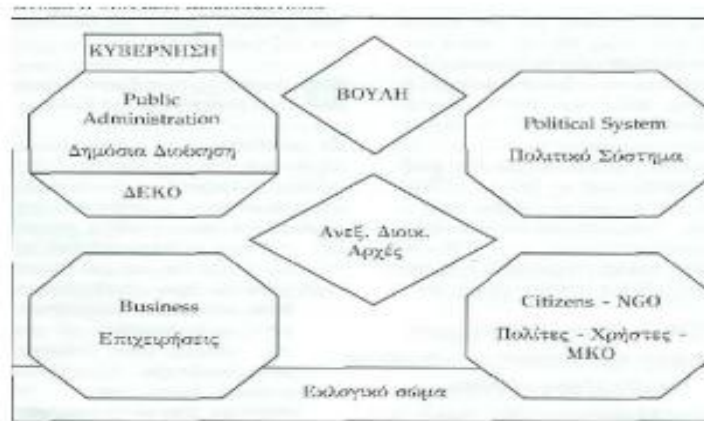 ΚΥΒΕΡΝΗΣΗ
Public
Administration
Δημόσια Διοίκηση
ΔΕΚΟ
ΒΟΥΛΗ
Political System
Πολιτικό Σύστημα
Ανεξ. Διοικ.
Αρχές
Business
Επιχειρήσεις
Citizens - NGO
Πολίτες - Χρήστες -
ΜΚΟ
Εκλογικό σώμα